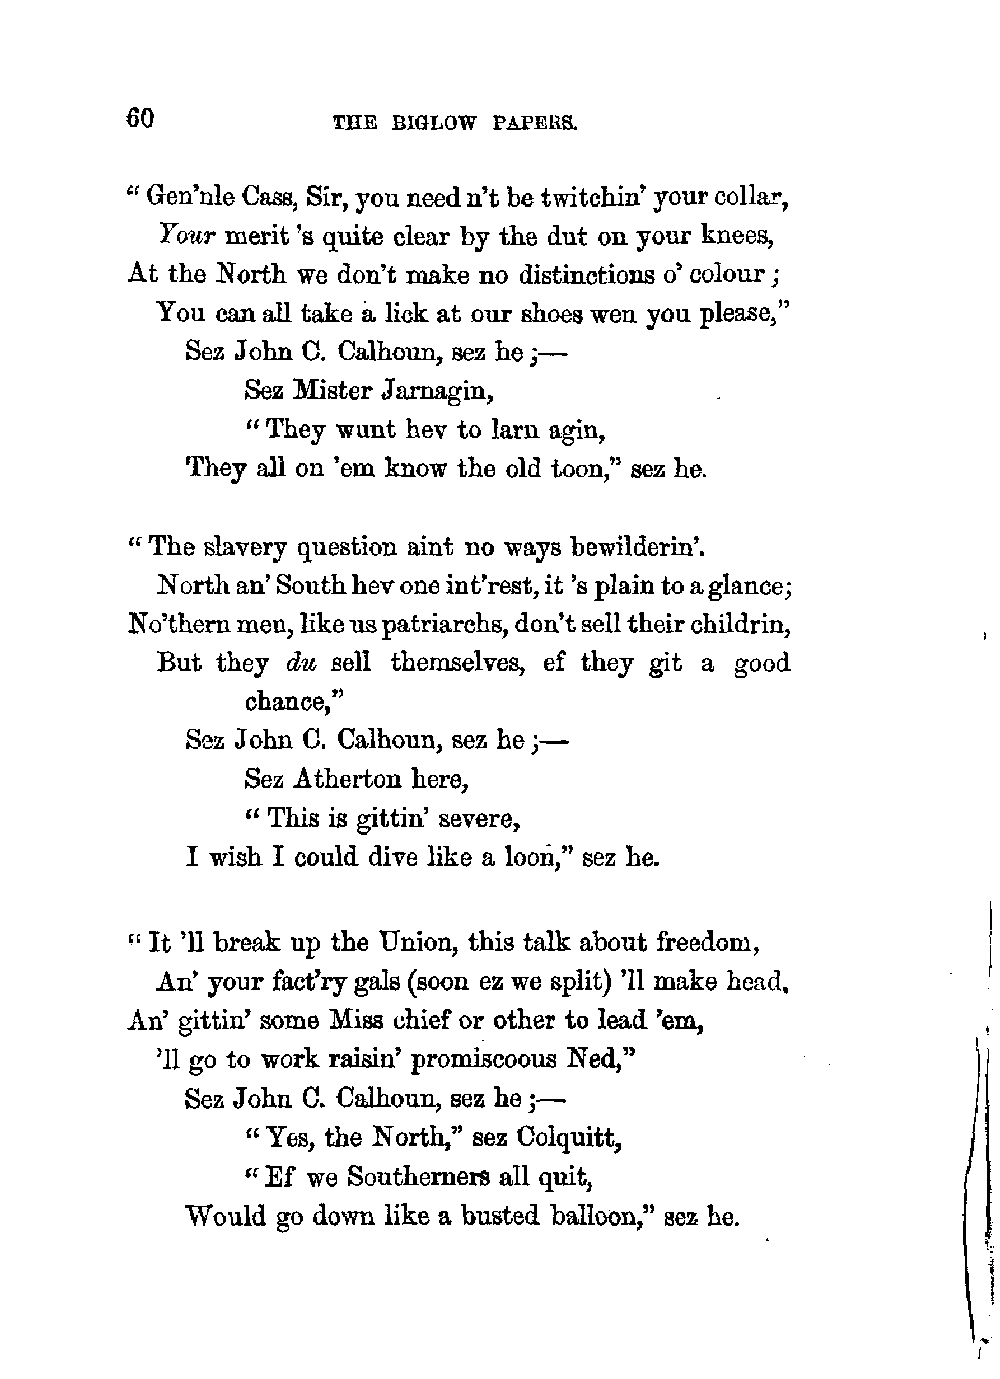 60 THE BIGLOW PAPERS.
“ Gen’nle Cass, Sir, you need n’t be twitchin’ your collar,
Your merit ’s quite clear by the dut on your knees,
At the North we don’t make no distinctions o’ colour ;
You can all take a lick at our shoes wen you please,”
Sez John C. Calhoun, sez he ;—
Sez Mister Jarnagin,
“ They wunt hev to larn agin,
They all on ’em know the old toon,” sez he.
“ The slavery question aint no ways bewilderin’.
North an’ South hev one int’rest, it ’s plain to a glance;
No’thern men, like us patriarchs, don’t sell their childrin,
But they du sell themselves, ef they git a good
chance,”
Sez John C. Calhoun, sez he ;—
Sez Atherton here,
“ This is gittin’ severe,
I wish I could dive like a loon,” sez he.
“ It ’ll break up the Union, this talk about freedom,
An’ your fact’ry gals (soon ez we split) ’ll make head.
An’ gittin’ some Miss chief or other to lead ’em,
’ll go to work raisin’ promiscoous Ned,”
Sez John C. Calhoun, sez he ;—
“ Yes, the North,” sez Colquitt,
“ Ef we Southerners all quit,
Would go down like a busted balloon,” sez he.